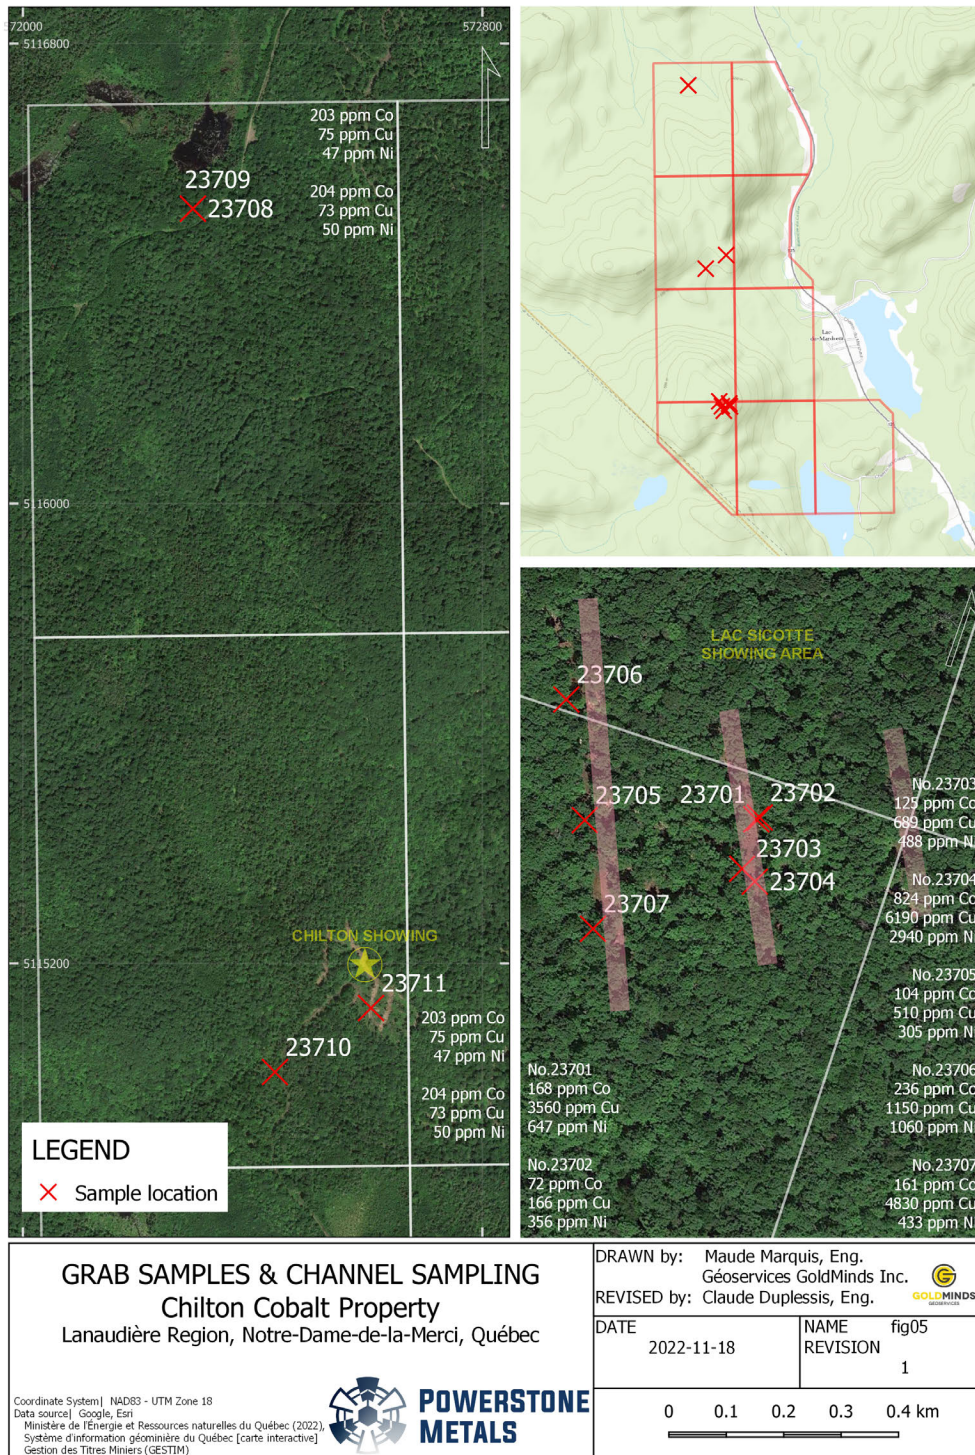 572000
572800
5116800
203 ppm Co
75 ppm Cu
47 ppm Ni
23709
23708
204 ppm Co
73 ppm Cu
50 ppm Ni
5116000
CHILTON SHOWING
5115200
23711
203 ppm Co
75 ppm Cu
47 ppm Ni
23710
204 ppm Co
73 ppm Cu
50 ppm Ni
LEGEND
Sample location
Lac-
LAC SICOTTE
SHOWING AREA
23706
23705
23701
23702
23703
23704
23707
No.23703
125 ppm Co
689 ppm Cu
488 ppm Ni
No.23704
824 ppm Co
6190 ppm Cu
2940 ppm Ni
No.23705
104 ppm Co
510 ppm Cu
305 ppm Ni
No.23706
236 ppm Co
1150 ppm Cu
1060 ppm Ni
No.23707
161 ppm Co
4830 ppm Cu
433 ppm Ni
No.23701
168 ppm Co
3560 ppm Cu
647 ppm Ni
No.23702
72 ppm Co
166 ppm Cu
356 ppm Ni
GRAB SAMPLES & CHANNEL SAMPLING
Chilton Cobalt Property
Lanaudière Region, Notre-Dame-de-la-Merci, Québec
Coordinate System| NAD83 - UTM Zone 18
Data source| Google, Esri
Ministère de l'Énergie et Ressources naturelles du Québec (2022),
Système d'information géominière du Québec [carte interactive]
Gestion des Titres Miniers (GESTIM)
POWERSTONE
METALS
DRAWN by: Maude Marquis, Eng.
Géoservices GoldMinds Inc.
REVISED by: Claude Duplessis, Eng.
GOLDMINDS
GÉOSERVICES
DATE
2022-11-18
NAME fig05
REVISION
1
0 0.1 0.2 0.3 0.4 km